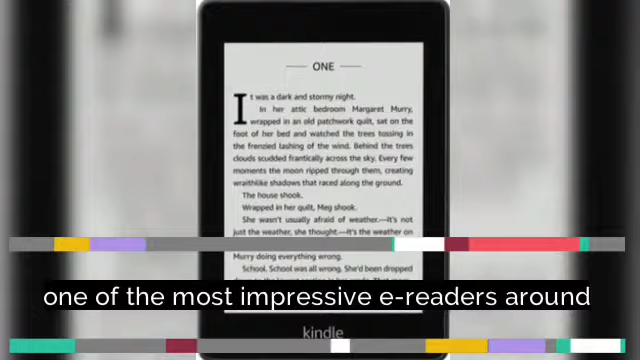 ONE
It was a dark and stormy night.
In her attic bedroom Margaret Murry,
wrapped in an old patchwork quilt, sat on the
foot of her bed and watched the trees tossing in
the frenzied lashing of the wind. Behind the trees
clouds scudded frantically across the sky. Every few
moments the moon ripped through them, creating
wraithlike shadows that raced along the ground.
The house shook.
Wrapped in her quilt, Meg shook.
She wasn't usually afraid of weather.—It's not
just the weather, she thought.—It's the weather on
Murry doing everything wrong.
School. School was all wrong. She'd been dropped
one of the most impressive e-readers around
kindle